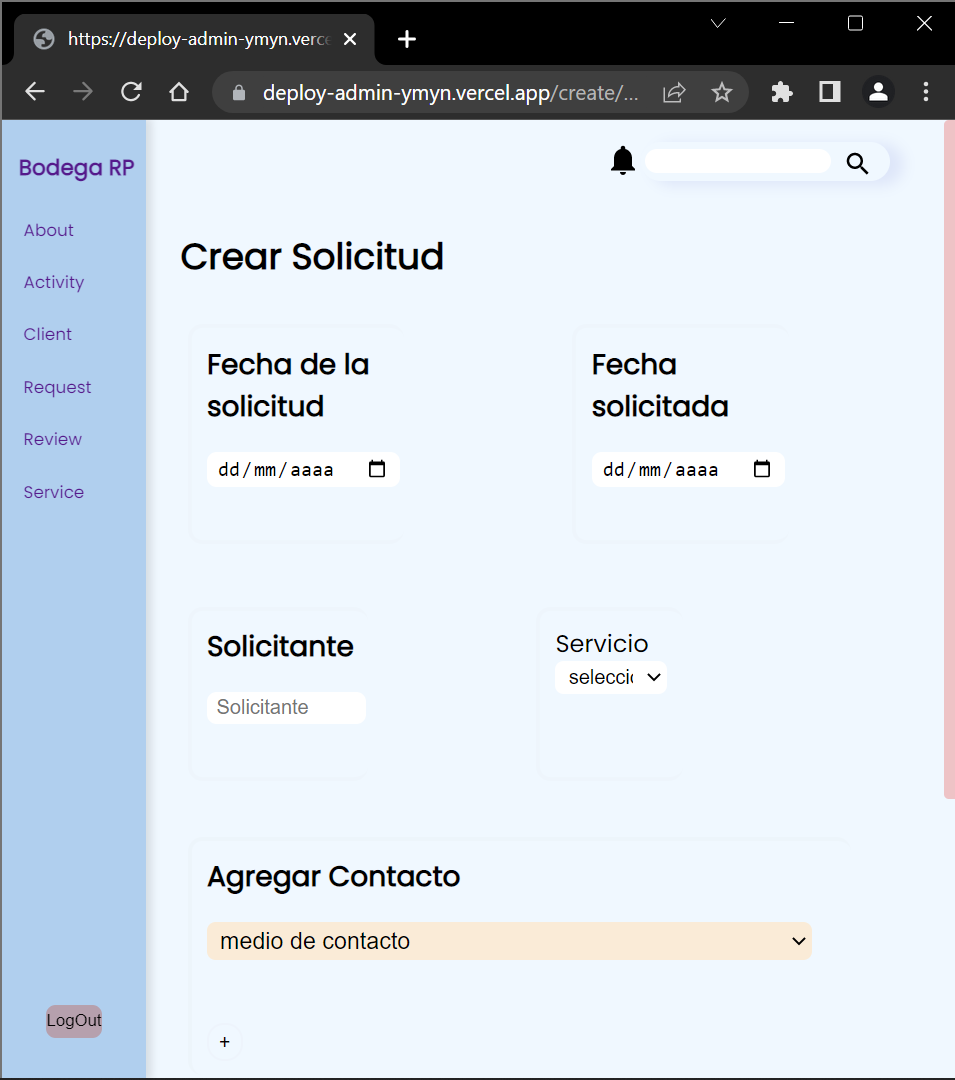 https://deploy-admin-ymyn.verce
deploy-admin-ymyn.vercel.app/create/...
Bodega RP
About
Activity
Client
Request
Review
Service
LogOut
Crear Solicitud
Fecha de la
solicitud
dd/mm/aaaa
Fecha
solicitada
dd/mm/aaaa
Solicitante
Solicitante
Servicio
selecció
Agregar Contacto
medio de contacto
+